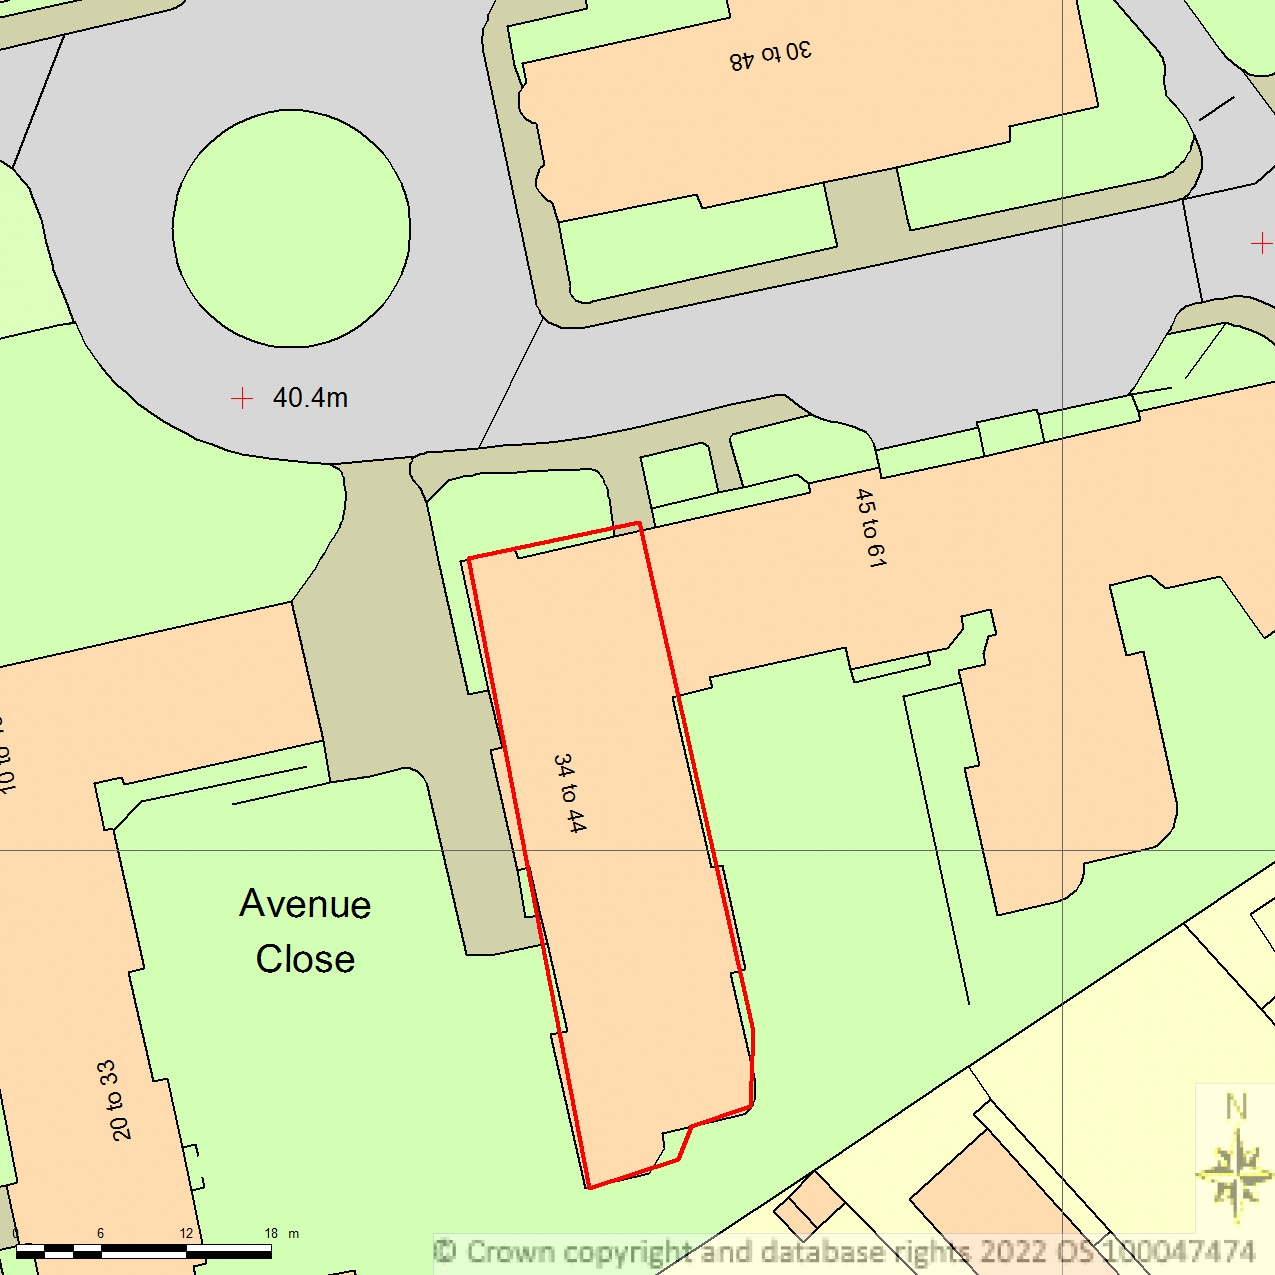 30 to 48
40.4m
45 to 61
34 to 44
Avenue
Close
20 to 33
N
0 6 12 18 m
© Crown copyright and database rights 2022 OS 100047474